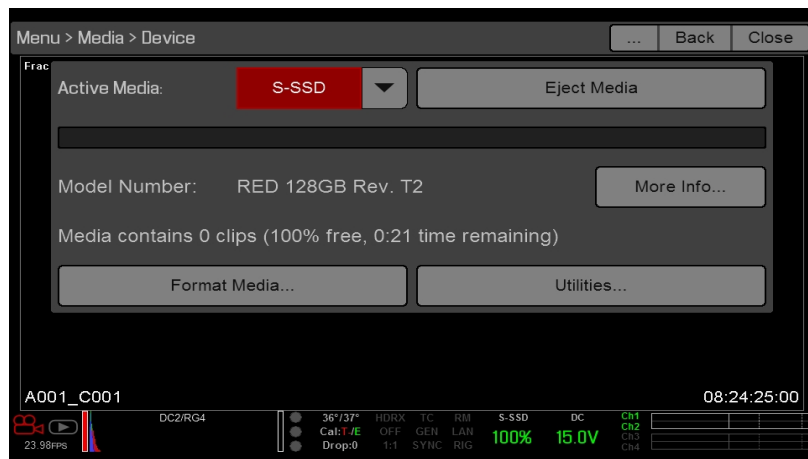 Menu > Media > Device
... Back Close
Frac
Active Media: S-SSD Eject Media
Model Number: RED 128GB Rev. T2 More Info...
Media contains 0 clips (100% free, 0:21 time remaining)
Format Media... Utilities...
A001_C001 08:24:25:00
DC2/RG4 36°/37° HDRX TC RM S-SSD DC Ch1
Cal:T-/E OFF GEN LAN 100% 15.0V Ch2
23.98FPS Drop:0 1:1 SYNC RIG Ch3
Ch4